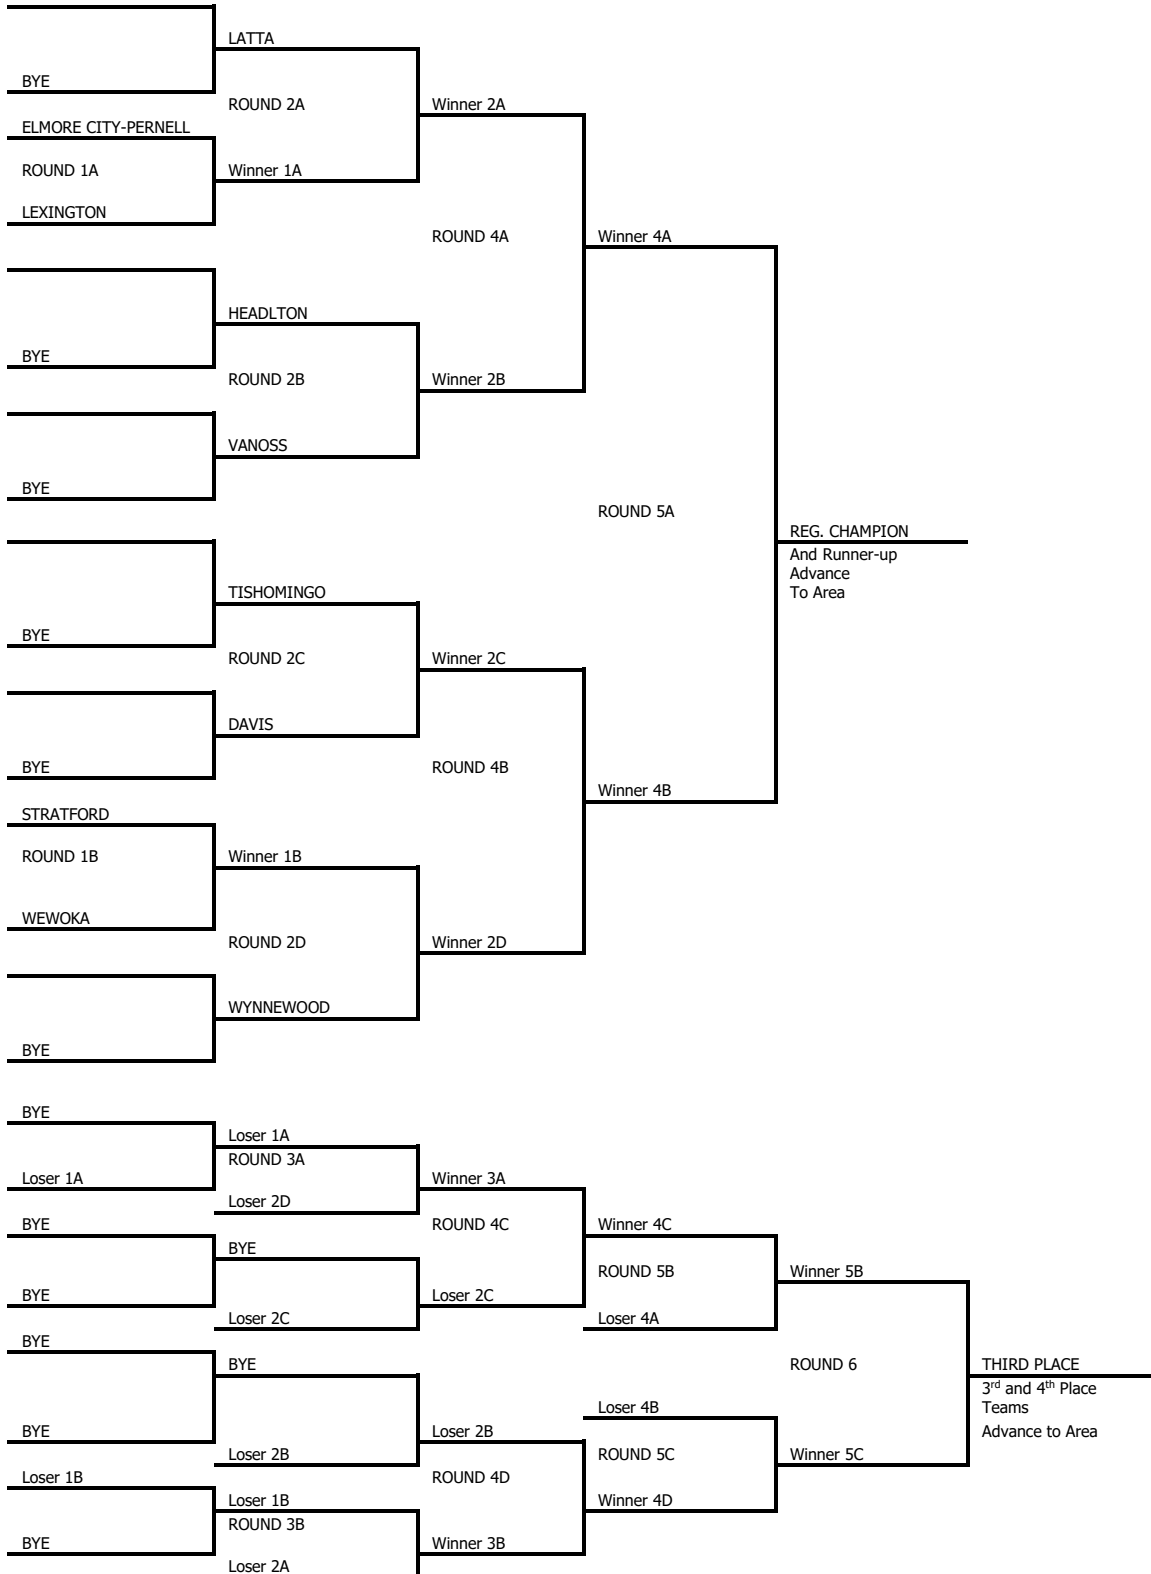 LATTA
BYE
ROUND 2A
Winner 2A
ELMORE CITY-PERNELL
ROUND 1A
Winner 1A
LEXINGTON
ROUND 4A
Winner 4A
HEADLTON
BYE
ROUND 2B
Winner 2B
VANOSS
BYE
ROUND 5A
REG. CHAMPION
And Runner-up
Advance
To Area
TISHOMINGO
BYE
ROUND 2C
Winner 2C
DAVIS
BYE
ROUND 4B
Winner 4B
STRATFORD
ROUND 1B
Winner 1B
WEWOKA
ROUND 2D
Winner 2D
WYNNEWOOD
BYE
BYE
Loser 1A
ROUND 3A
Loser 1A
Winner 3A
Loser 2D
BYE
ROUND 4C
Winner 4C
BYE
ROUND 5B
Winner 5B
BYE
Loser 2C
Loser 2C
Loser 4A
BYE
BYE
ROUND 6
THIRD PLACE
3rd and 4th Place
Teams
Advance to Area
Loser 4B
BYE
Loser 2B
Loser 2B
ROUND 5C
Winner 5C
Loser 1B
ROUND 4D
Loser 1B
Winner 4D
ROUND 3B
BYE
Winner 3B
Loser 2A